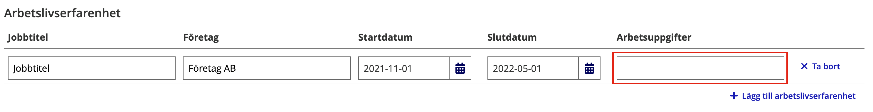 Arbetslivserfarenhet
Jobbtitel Företag Startdatum Slutdatum Arbetsuppgifter
Jobbtitel Företag AB 2021-11-01 2022-05-01 Ta bort
Lägg till arbetslivserfarenhet